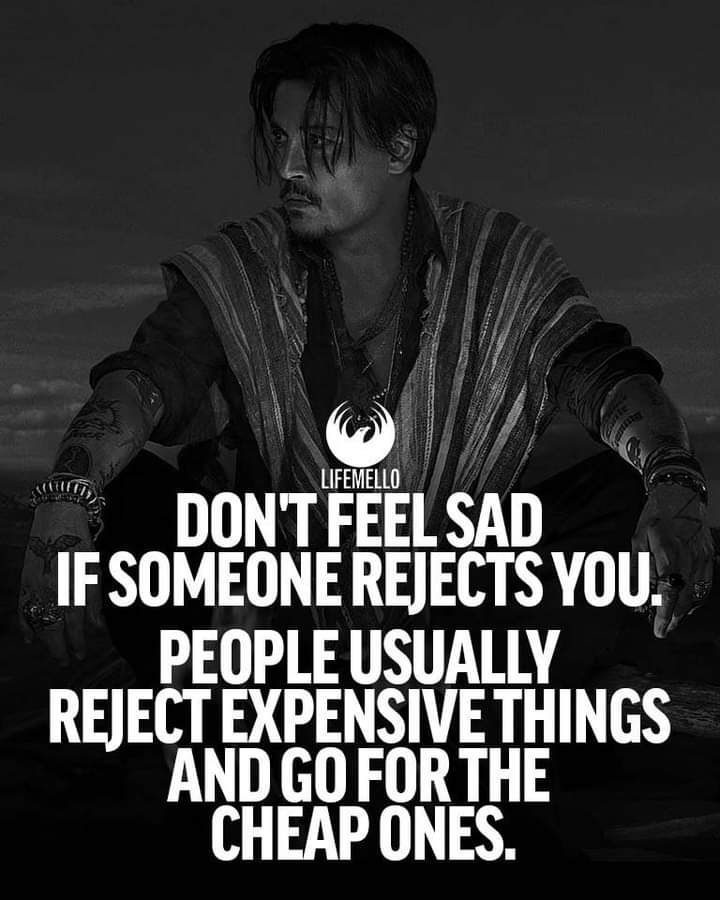 LIFEMELLO
DON'T FEEL SAD
IF SOMEONE REJECTS YOU.
PEOPLE USUALLY
REJECT EXPENSIVE THINGS
AND GO FOR THE
CHEAP ONES.